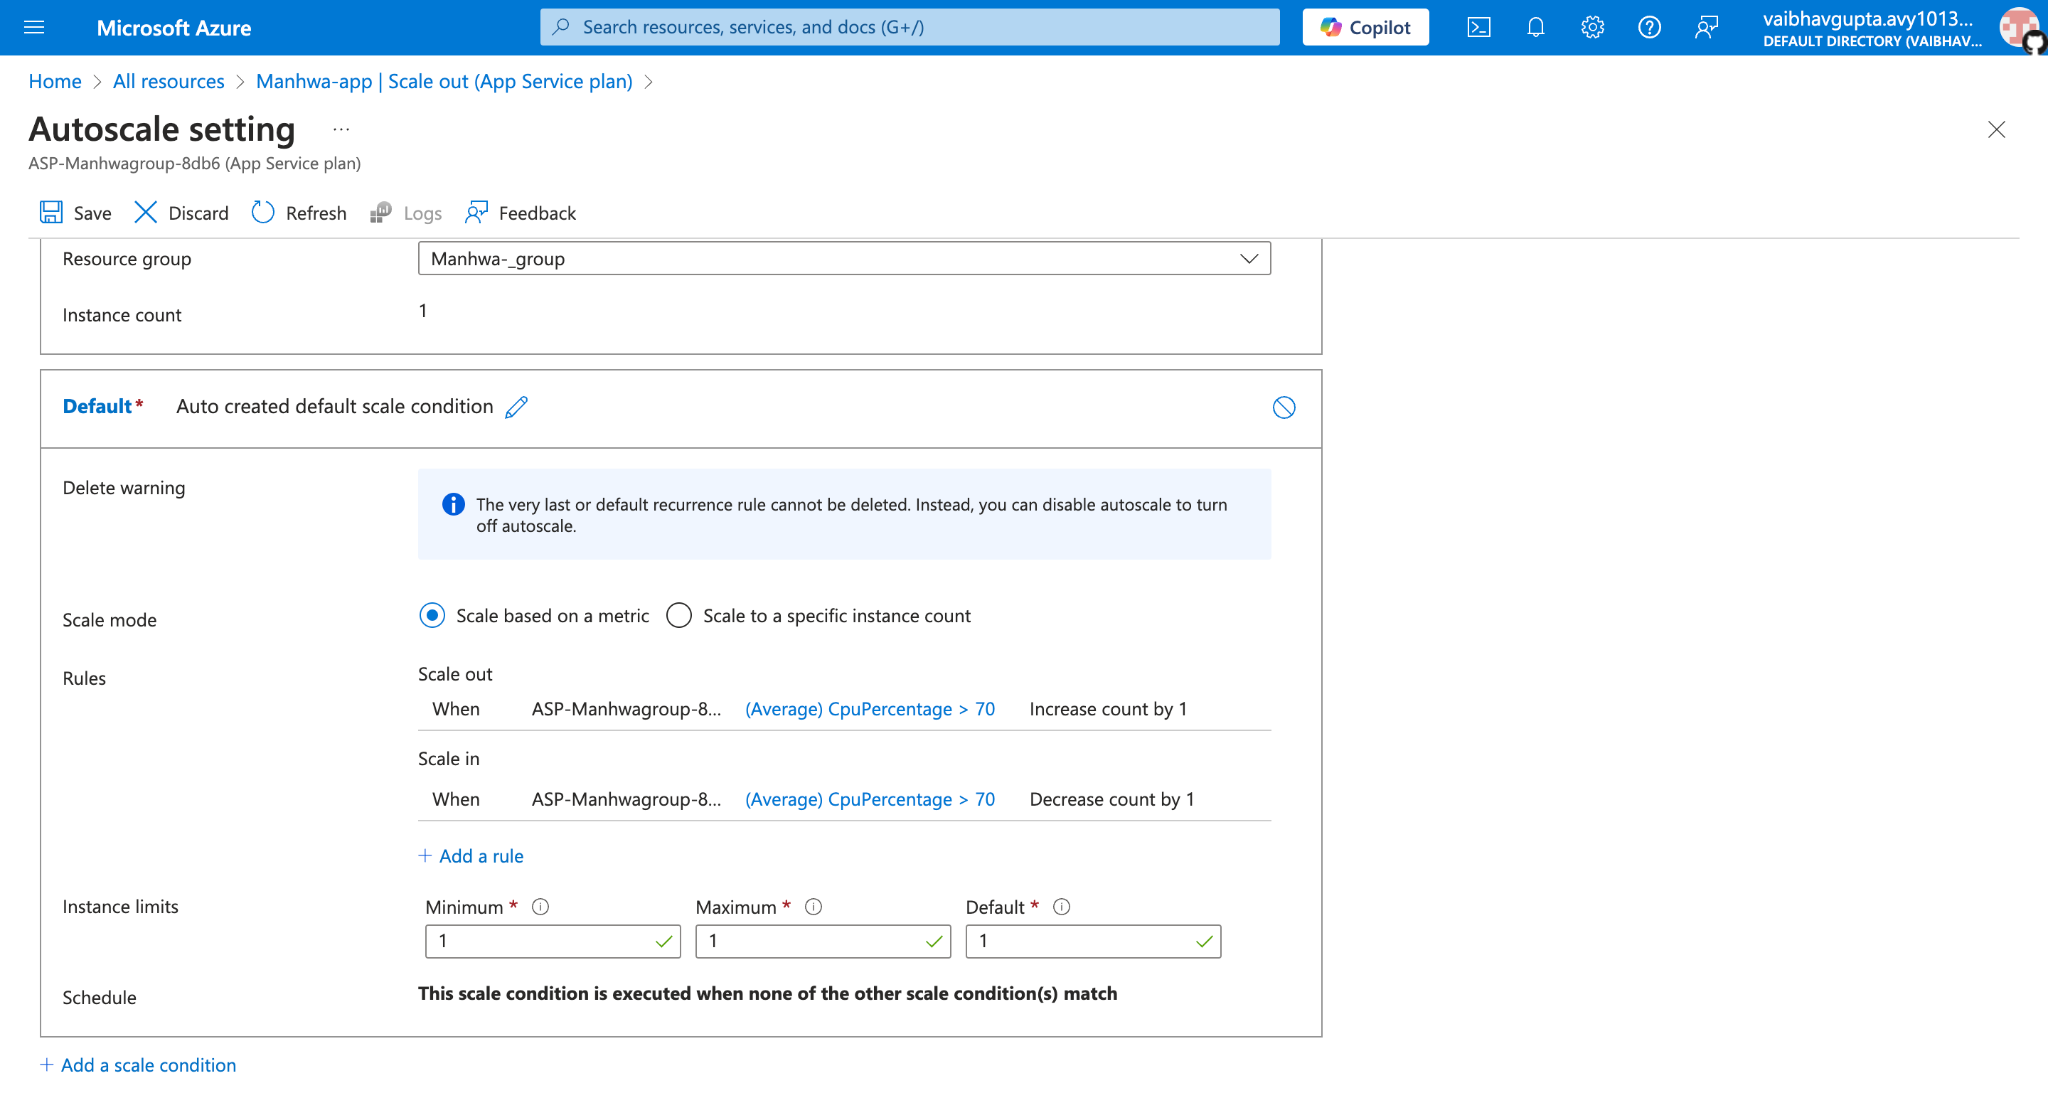 Microsoft Azure
Search resources, services, and docs (G+/)
Copilot
vaibhavgupta.avy1013...
DEFAULT DIRECTORY (VAIBHAV...
Home > All resources > Manhwa-app | Scale out (App Service plan) >
Autoscale setting ...
ASP-Manhwagroup-8db6 (App Service plan)
Save Discard Refresh Logs Feedback
Resource group Manhwa-_group
Instance count 1
Default* Auto created default scale condition
Delete warning
The very last or default recurrence rule cannot be deleted. Instead, you can disable autoscale to turn
off autoscale.
Scale mode Scale based on a metric Scale to a specific instance count
Rules
Scale out
When ASP-Manhwagroup-8... (Average) CpuPercentage > 70 Increase count by 1
Scale in
When ASP-Manhwagroup-8... (Average) CpuPercentage > 70 Decrease count by 1
+ Add a rule
Instance limits Minimum * Maximum * Default *
1 1 1
Schedule This scale condition is executed when none of the other scale condition(s) match
+ Add a scale condition